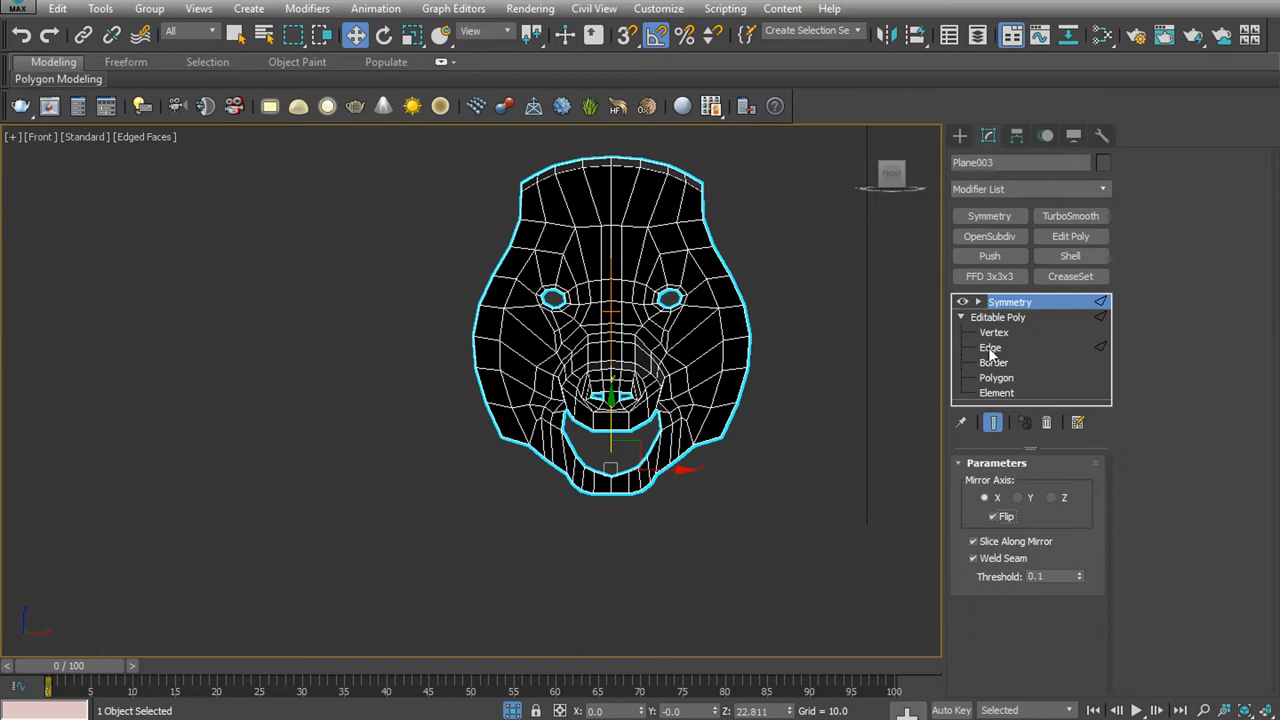 MAX Edit Tools Group Views Create Modifiers Animation Graph Editors Rendering Civil View Customize Scripting Content Help
All View Create Selection Se
Modeling Freeform Selection Object Paint Populate
Polygon Modeling
[+] [Front] [Standard] [Edged Faces]
FRONT
Plane003
Modifier List
Symmetry TurboSmooth
OpenSubdiv Edit Poly
Push Shell
FFD 3x3x3 CreaseSet
Symmetry
Editable Poly
Vertex
Edge
Border
Polygon
Element
Parameters
Mirror Axis:
X Y Z
Flip
Slice Along Mirror
Weld Seam
Threshold: 0.1
0 / 100
0 5 10 15 20 25 30 35 40 45 50 55 60 65 70 75 80 85 90 95 100
1 Object Selected X: 0.0 Y: -0.0 Z: 22.811 Grid = 10.0 Auto Key Selected